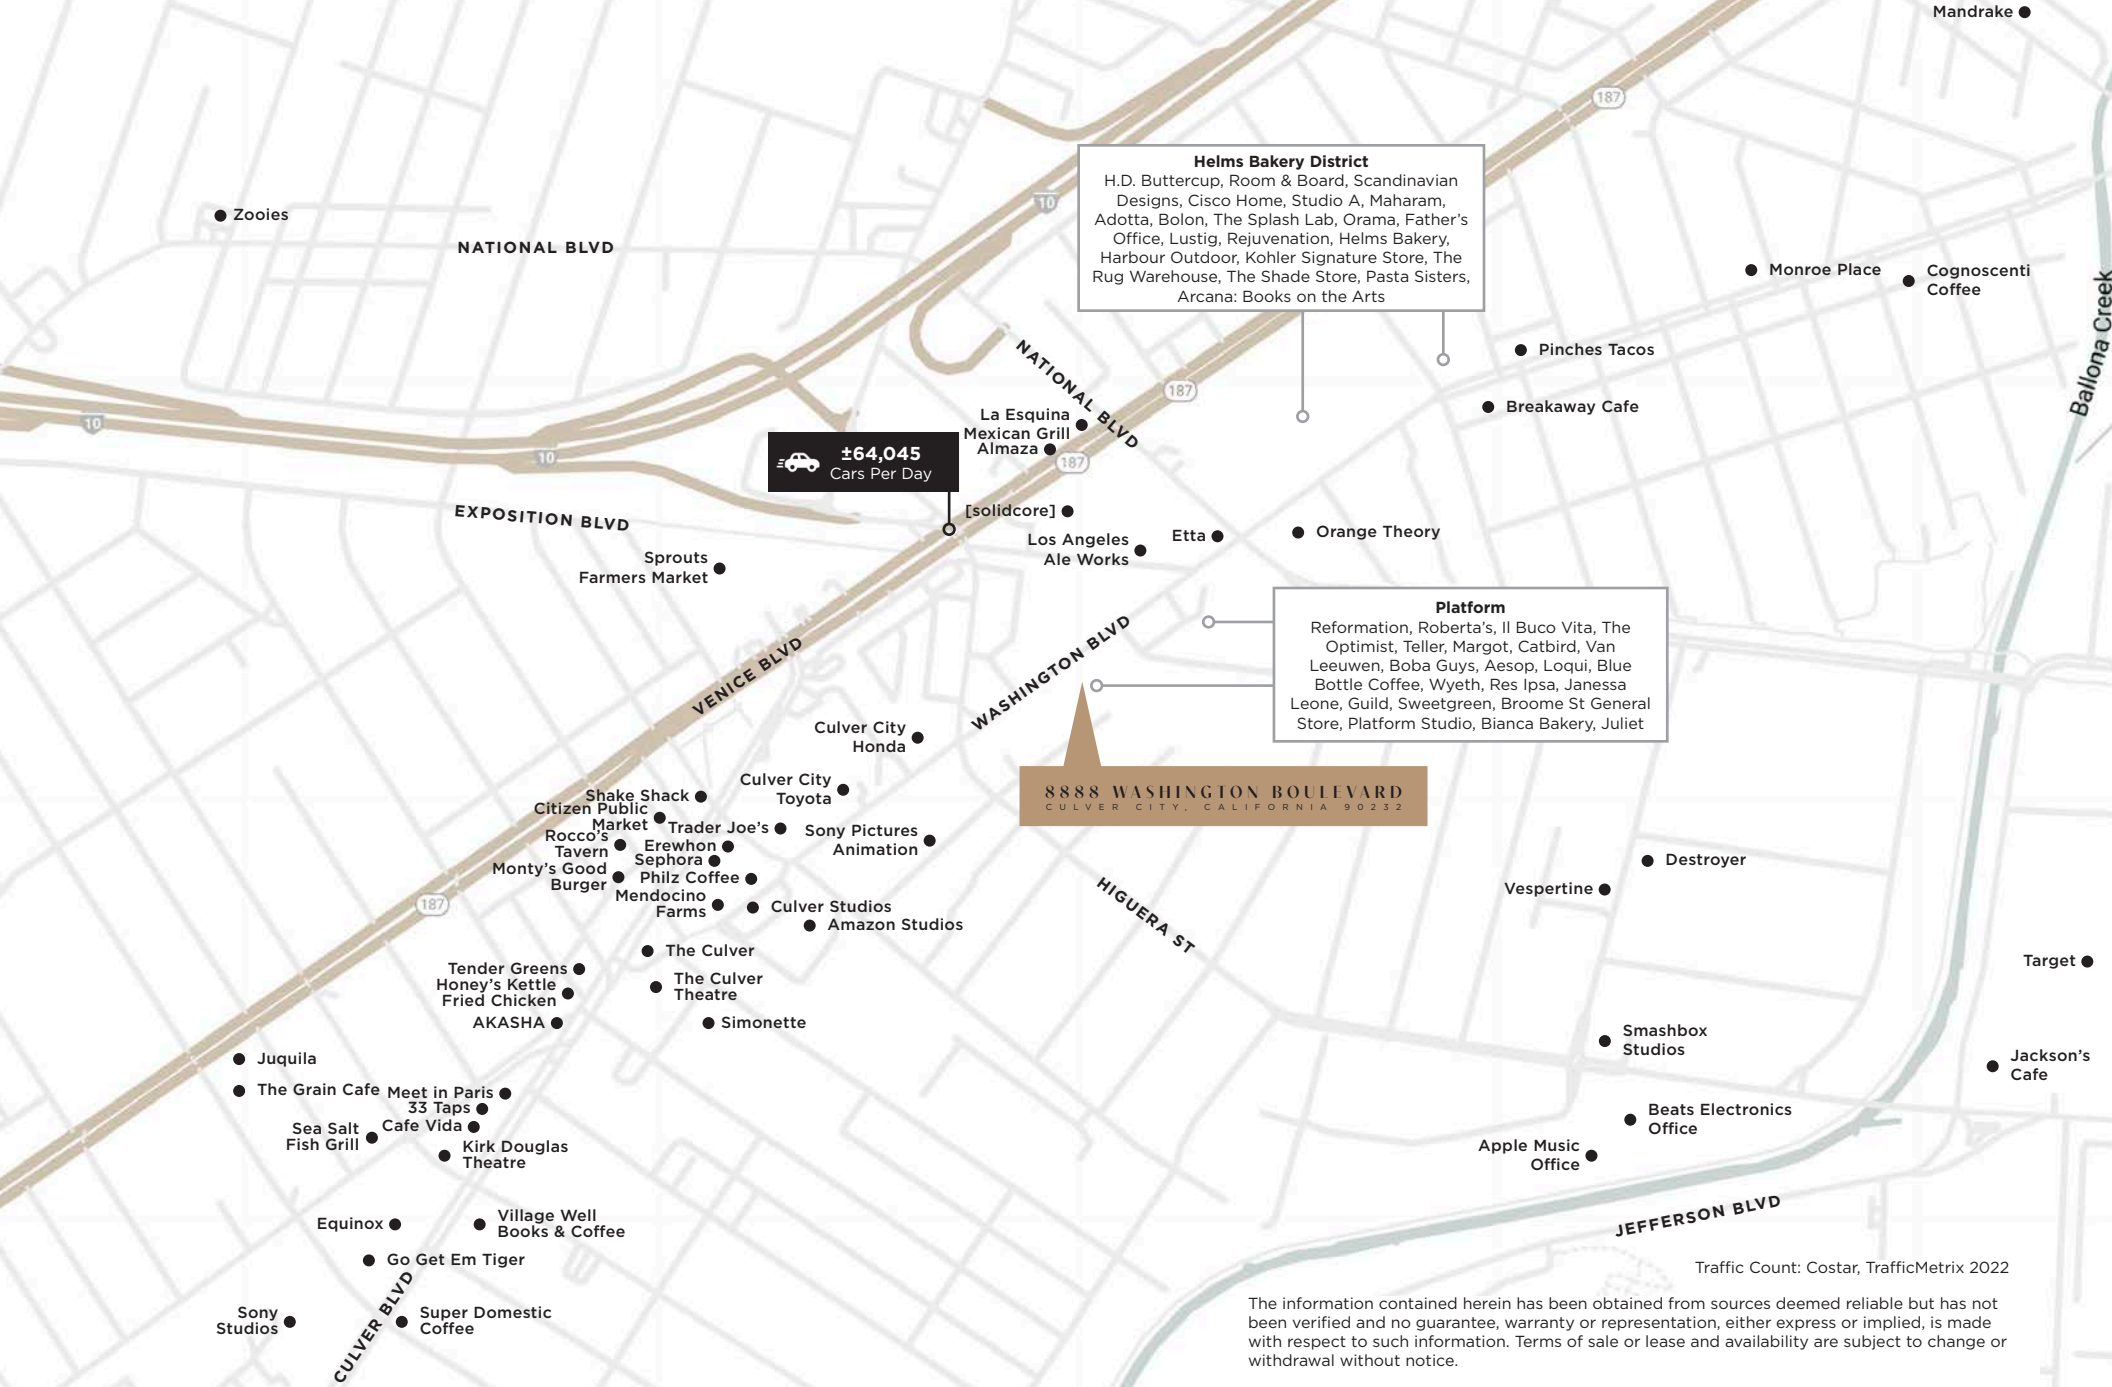 Mandrake
187
Helms Bakery District
H.D. Buttercup, Room & Board, Scandinavian
Designs, Cisco Home, Studio A, Maharam,
Adotta, Bolon, The Splash Lab, Orama, Father's
Office, Lustig, Rejuvenation, Helms Bakery,
Harbour Outdoor, Kohler Signature Store, The
Rug Warehouse, The Shade Store, Pasta Sisters,
Arcana: Books on the Arts
10
Zooies
NATIONAL BLVD
Monroe Place
Cognoscenti
Coffee
Ballona Creek
NATIONAL BLVD
Pinches Tacos
187
Breakaway Cafe
La Esquina
Mexican Grill
Almaza
187
10
10
±64,045
Cars Per Day
EXPOSITION BLVD
[solidcore]
Los Angeles
Ale Works
Etta
Orange Theory
Sprouts
Farmers Market
Platform
Reformation, Roberta's, Il Buco Vita, The
Optimist, Teller, Margot, Catbird, Van
Leeuwen, Boba Guys, Aesop, Loqui, Blue
Bottle Coffee, Wyeth, Res Ipsa, Janessa
Leone, Guild, Sweetgreen, Broome St General
Store, Platform Studio, Bianca Bakery, Juliet
VENICE BLVD
WASHINGTON BLVD
Culver City
Honda
Culver City
Toyota
8888 WASHINGTON BOULEVARD
CULVER CITY, CALIFORNIA 90232
Shake Shack
Citizen Public
Market
Trader Joe's
Sony Pictures
Animation
Rocco's
Tavern
Erewhon
Sephora
Monty's Good
Burger
Philz Coffee
Mendocino
Farms
Culver Studios
Amazon Studios
HIGUERA ST
Destroyer
Vespertine
187
The Culver
Tender Greens
Honey's Kettle
Fried Chicken
The Culver
Theatre
AKASHA
Simonette
Target
Smashbox
Studios
Jackson's
Cafe
Juquila
The Grain Cafe
Meet in Paris
33 Taps
Cafe Vida
Sea Salt
Fish Grill
Kirk Douglas
Theatre
Beats Electronics
Office
Apple Music
Office
JEFFERSON BLVD
Equinox
Village Well
Books & Coffee
Go Get Em Tiger
CULVER BLVD
Sony
Studios
Super Domestic
Coffee
Traffic Count: Costar, TrafficMetrix 2022
The information contained herein has been obtained from sources deemed reliable but has not
been verified and no guarantee, warranty or representation, either express or implied, is made
with respect to such information. Terms of sale or lease and availability are subject to change or
withdrawal without notice.